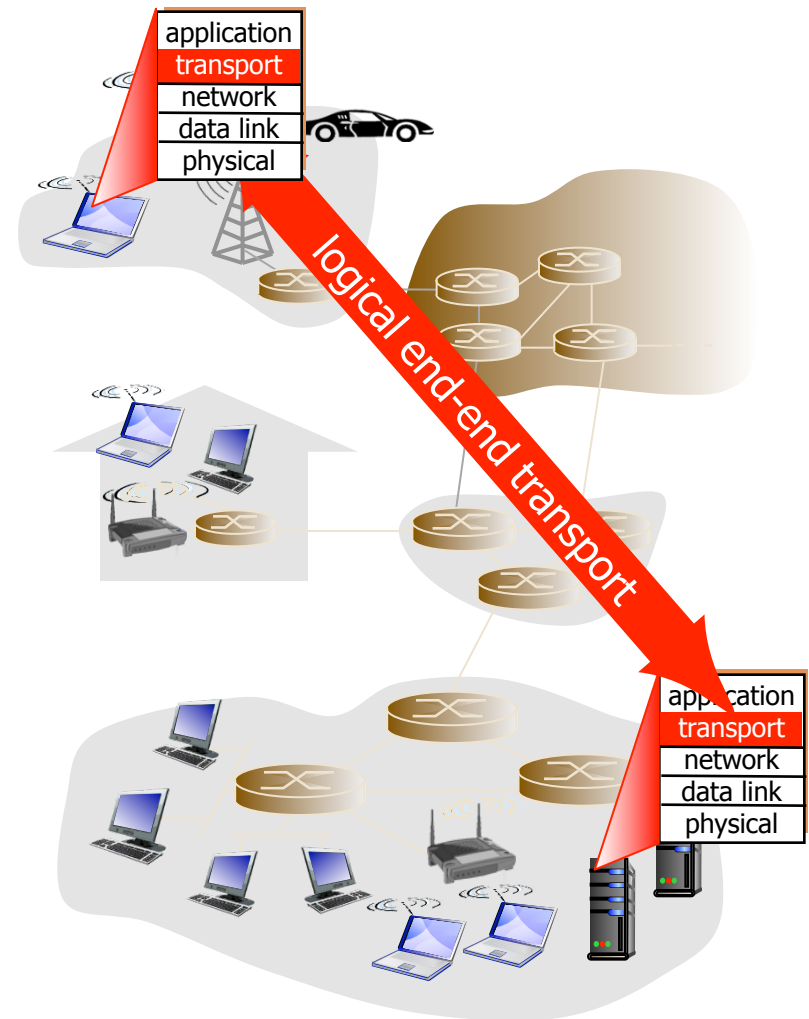 application
transport
network
data link
physical
logical end-end transport
application
transport
network
data link
physical